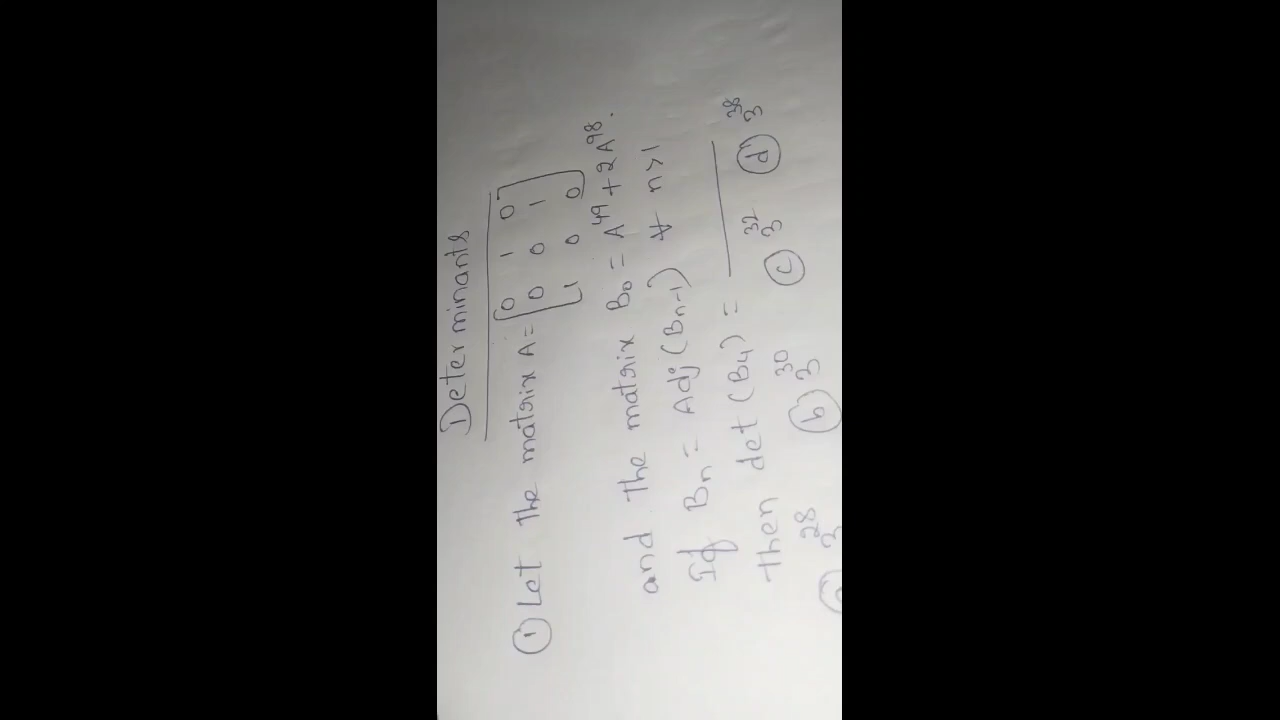 Determinants
① Let the matrix A = [0 1 0
0 0 1
1 0 0]
and the matrix B₀ = A⁴⁹ + 2A⁹⁸.
If Bn = Adj(Bn-1) ∀ n>1
then det(B₄) = ______
(a) 3²⁸ (b) 3³⁰ (c) 3³² (d) 3³⁶